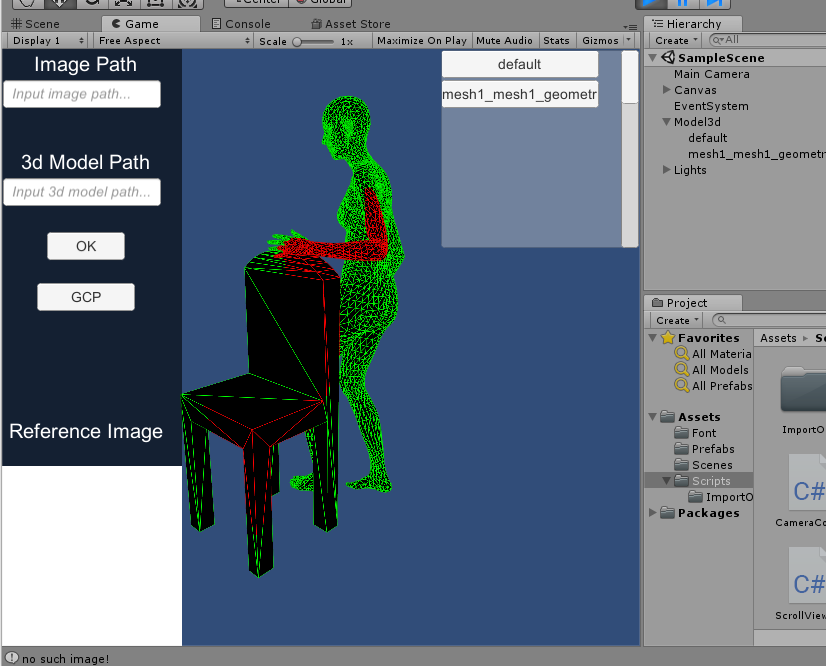 Center
Global
Scene
Game
Console
Asset Store
Display 1
Free Aspect
Scale
1x
Maximize On Play
Mute Audio
Stats
Gizmos
Image Path
Input image path...
3d Model Path
Input 3d model path...
OK
GCP
Reference Image
default
mesh1_mesh1_geometr
Hierarchy
Create
All
SampleScene
Main Camera
Canvas
EventSystem
Model3d
default
mesh1_mesh1_geometr
Lights
Project
Create
Favorites
All Materia
All Models
All Prefabs
Assets
Font
Prefabs
Scenes
Scripts
ImportO
Packages
Assets
Sc
ImportO
C#
CameraCo
C#
ScrollView
no such image!